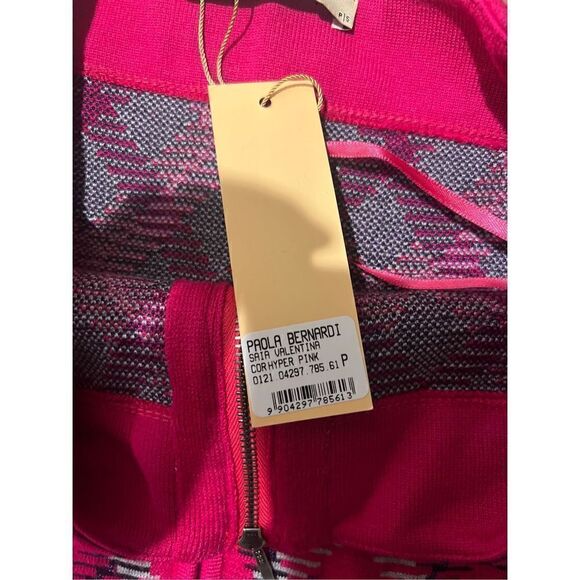 P|S
PAOLA BERNARDI
SAIA VALENTINA
COR HYPER PINK
0121.04297.785.61 P
9 904297 785613